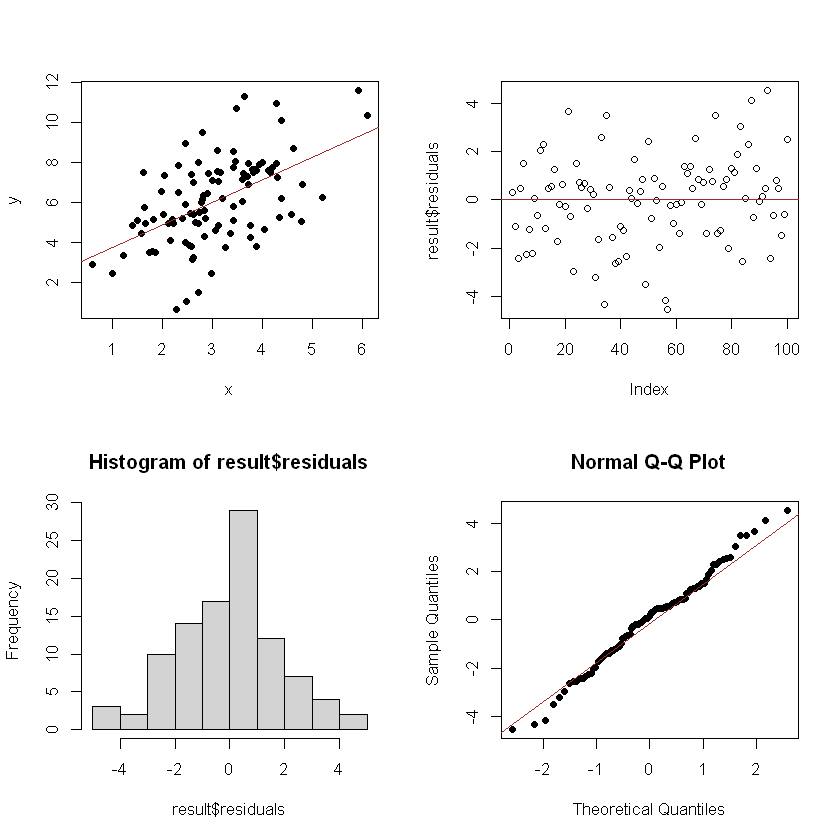 12
10
8
6
4
2
y
1 2 3 4 5 6
x
4
2
0
-2
-4
result$residuals
0 20 40 60 80 100
Index
Histogram of result$residuals
30
25
20
15
10
5
0
Frequency
-4 -2 0 2 4
result$residuals
Normal Q-Q Plot
4
2
0
-2
-4
Sample Quantiles
-2 -1 0 1 2
Theoretical Quantiles